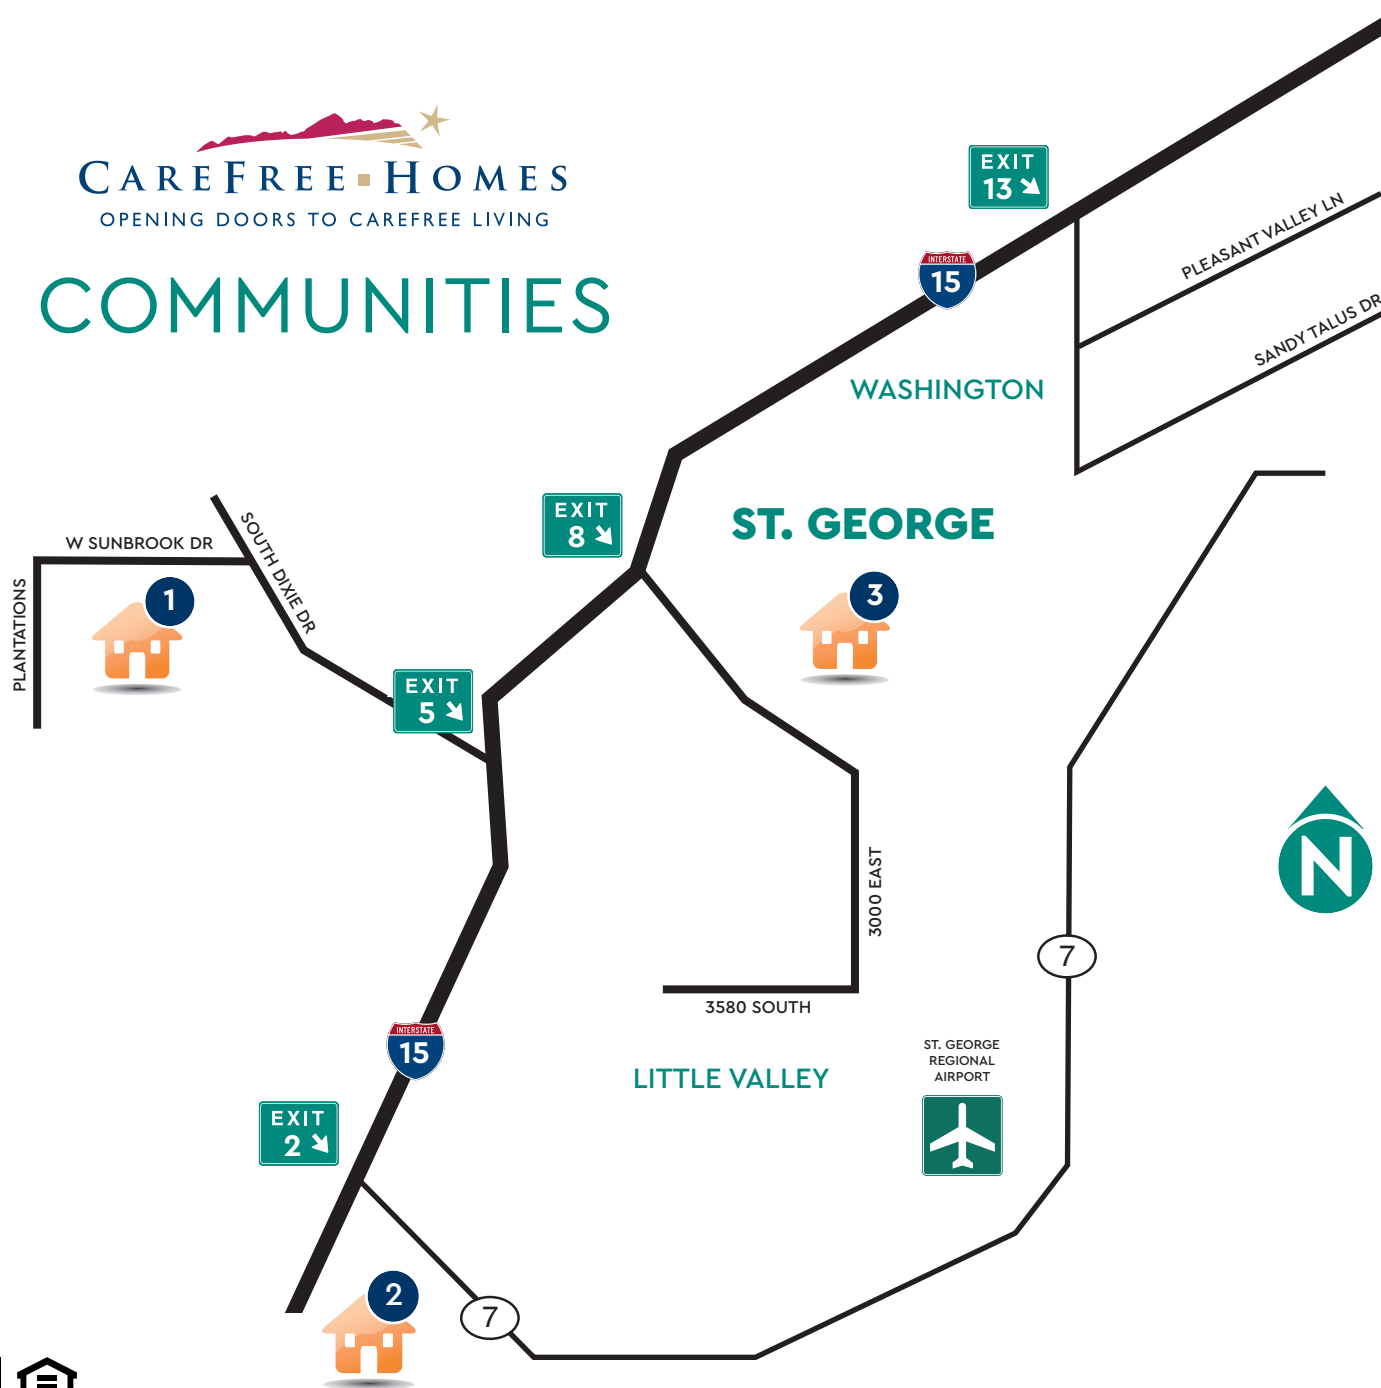 CAREFREE HOMES
OPENING DOORS TO CAREFREE LIVING
COMMUNITIES
EXIT
13
INTERSTATE
15
PLEASANT VALLEY LN
SANDY TALUS DR
WASHINGTON
EXIT
8
ST. GEORGE
W SUNBROOK DR
SOUTH DIXIE DR
PLANTATIONS
1
3
EXIT
5
N
3000 EAST
3580 SOUTH
7
INTERSTATE
15
LITTLE VALLEY
ST. GEORGE
REGIONAL
AIRPORT
EXIT
2
2
7